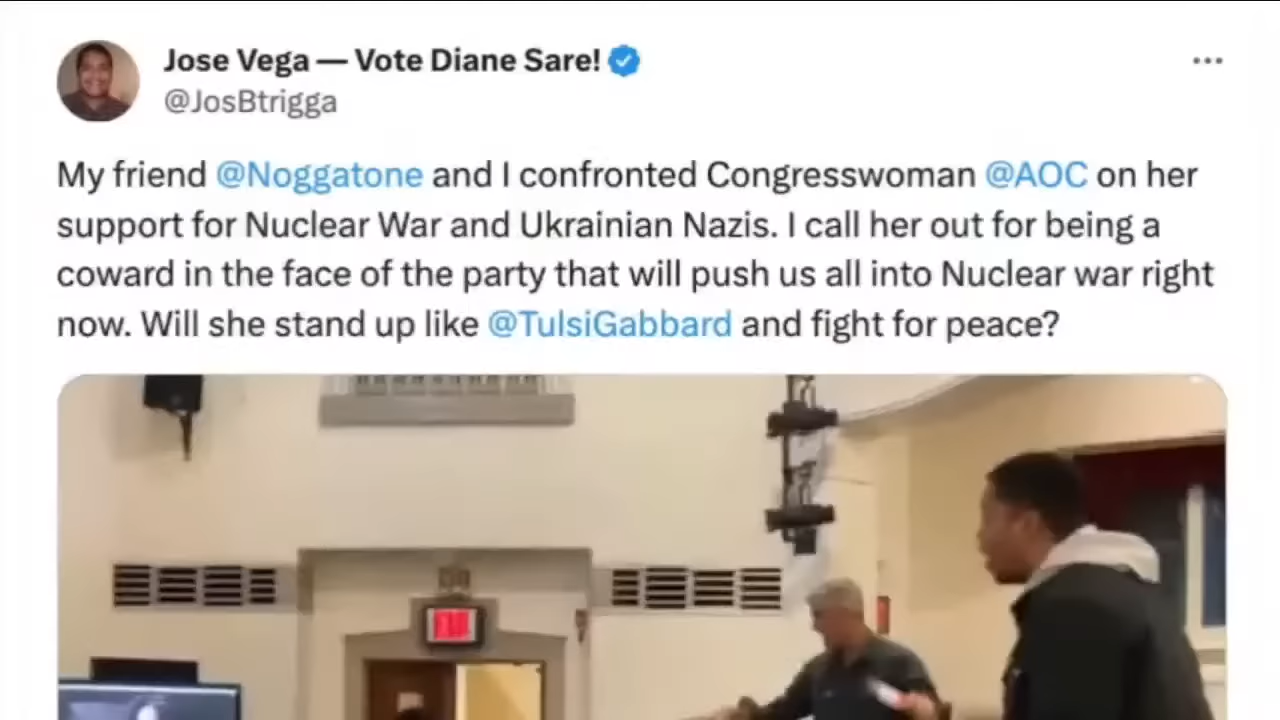 Jose Vega — Vote Diane Sare!
@JosBtrigga
My friend @Noggatone and I confronted Congresswoman @AOC on her
support for Nuclear War and Ukrainian Nazis. I call her out for being a
coward in the face of the party that will push us all into Nuclear war right
now. Will she stand up like @TulsiGabbard and fight for peace?